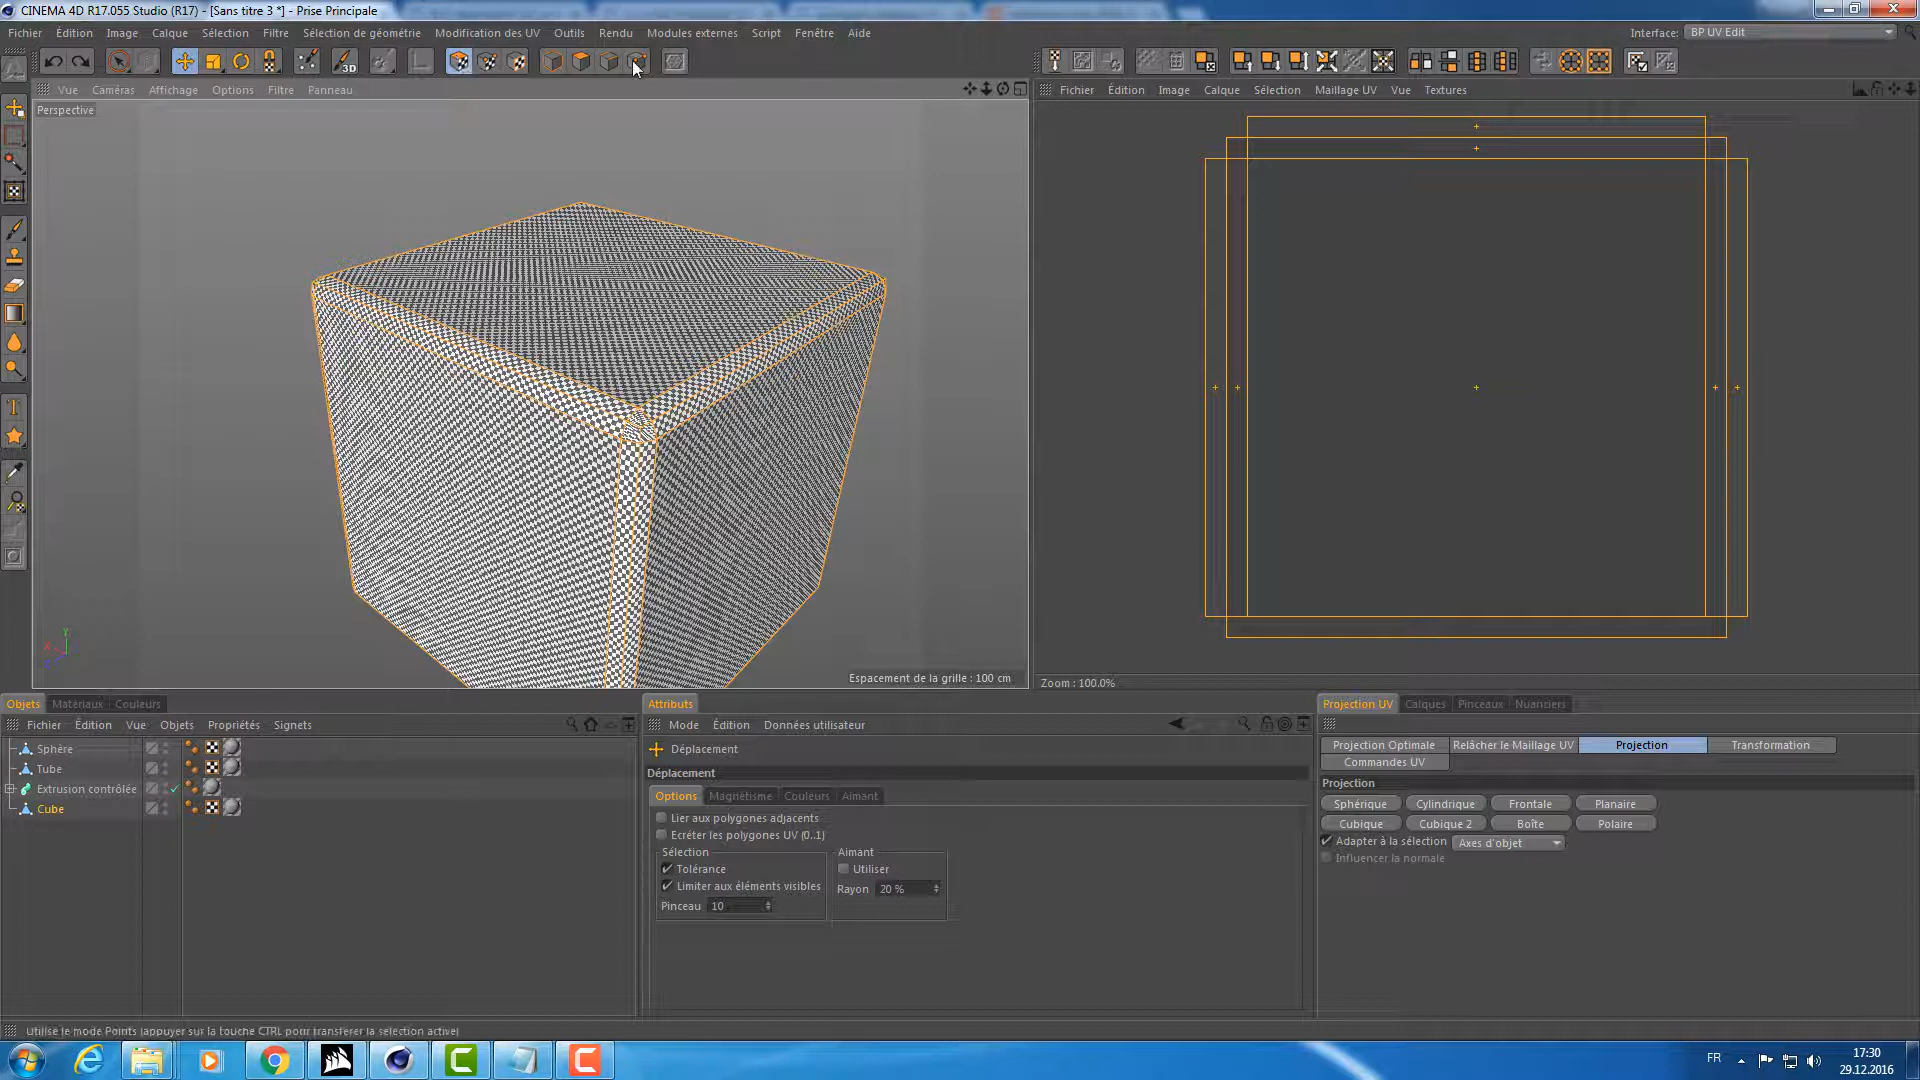 CINEMA 4D R17.055 Studio (R17) - [Sans titre 3 *] - Prise Principale
Fichier Édition Image Calque Sélection Filtre Sélection de géométrie Modification des UV Outils Rendu Modules externes Script Fenêtre Aide
Interface: BP UV Edit
Vue Caméras Affichage Options Filtre Panneau
Fichier Édition Image Calque Sélection Maillage UV Vue Textures
Perspective
3D
Y
X
Z
Espacement de la grille : 100 cm
Zoom : 100.0%
Objets Matériaux Couleurs
Fichier Édition Vue Objets Propriétés Signets
Sphère
Tube
Extrusion contrôlée
Cube
Attributs
Mode Édition Données utilisateur
Déplacement
Déplacement
Options Magnétisme Couleurs Aimant
Lier aux polygones adjacents
Ecréter les polygones UV (0..1)
Sélection Aimant
Tolérance Utiliser
Limiter aux éléments visibles Rayon 20 %
Pinceau 10
Projection UV Calques Pinceaux Nuanciers
Projection Optimale Relâcher le Maillage UV Projection Transformation
Commandes UV
Projection
Sphérique Cylindrique Frontale Planaire
Cubique Cubique 2 Boîte Polaire
Adapter à la sélection Axes d'objet
Influencer la normale
Utilise le mode Points (appuyer sur la touche CTRL pour transférer la sélection active)
FR
17:30
29.12.2016